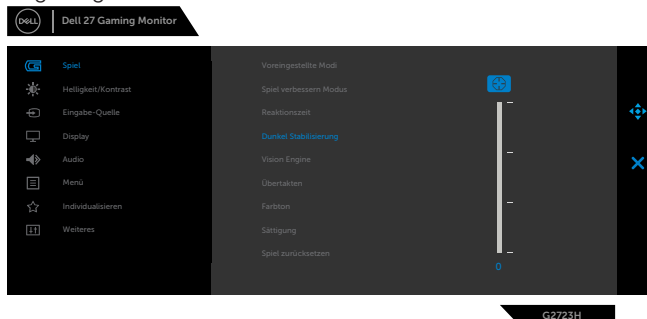 DELL
Dell 27 Gaming Monitor
Spiel
Voreingestellte Modi
Helligkeit/Kontrast
Spiel verbessern Modus
Eingabe-Quelle
Reaktionszeit
Display
Dunkel Stabilisierung
Audio
Vision Engine
Menü
Übertakten
Individualisieren
Farbton
Weiteres
Sättigung
Spiel zurücksetzen
0
G2723H